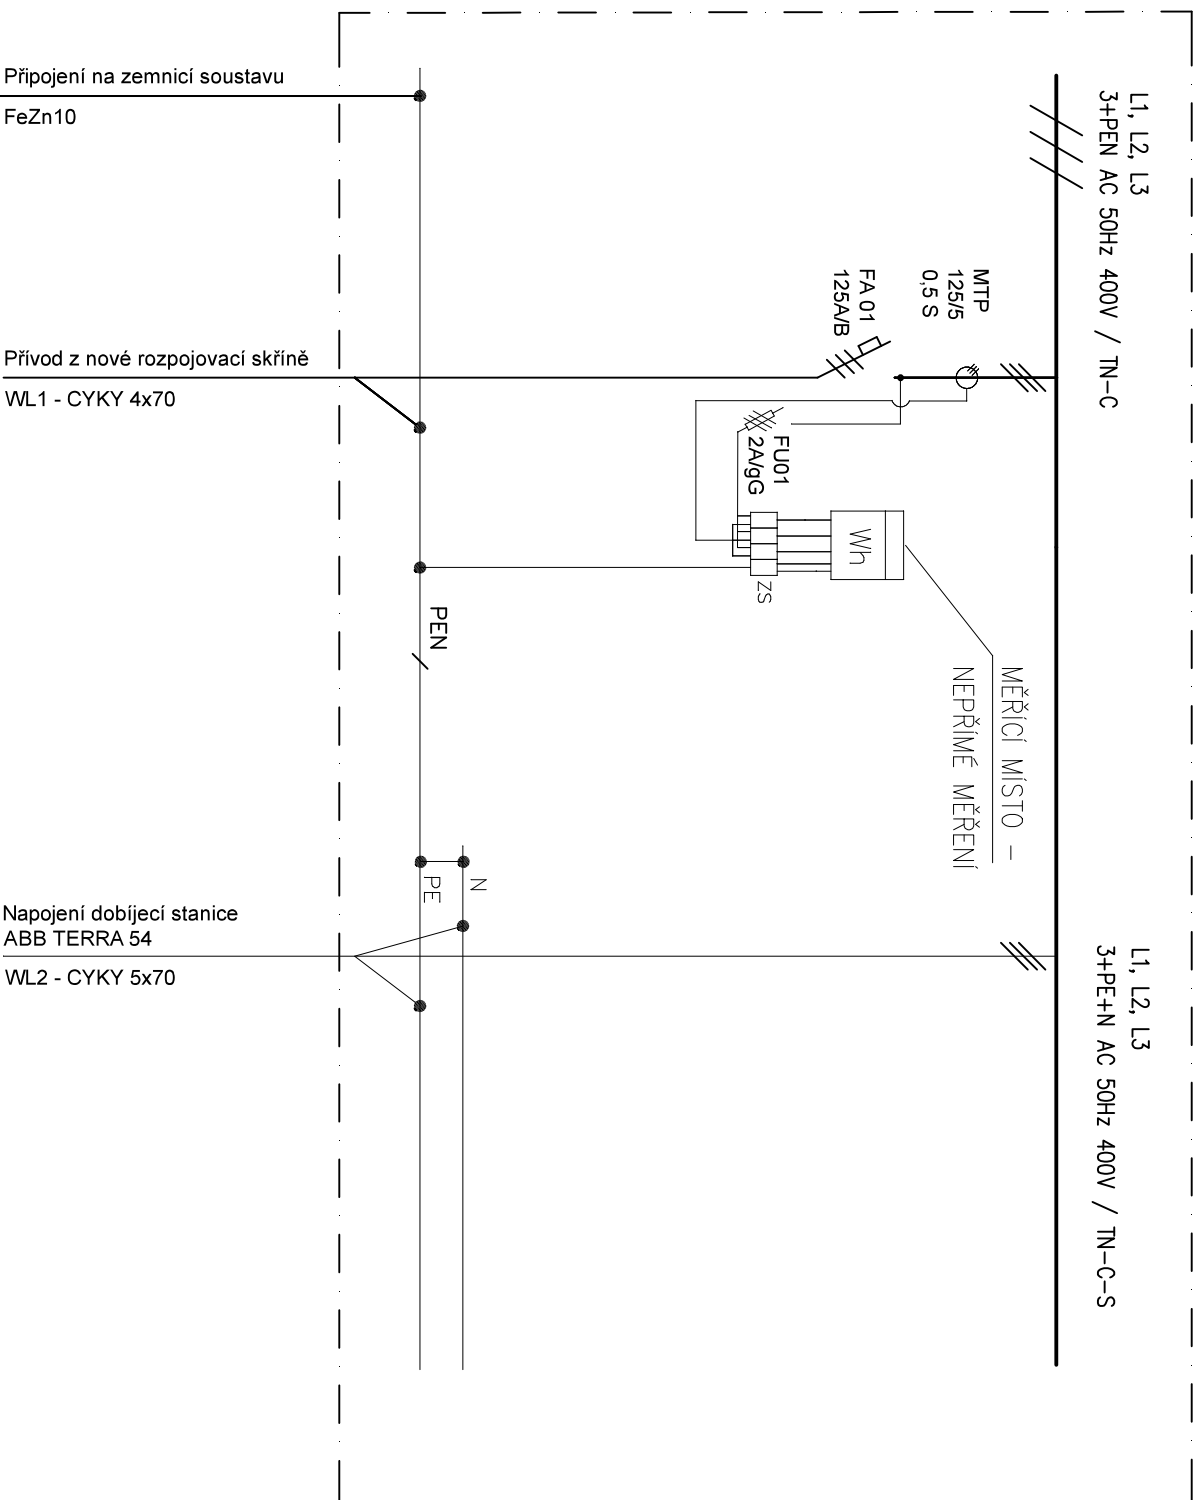 Připojení na zemnicí soustavu
FeZn10
L1, L2, L3
3+PEN AC 50Hz 400V / TN-C
MTP
125/5
0,5 S
FA 01
125A/B
Přívod z nové rozpojovací skříně
WL1 - CYKY 4x70
FU01
2A/gG
Wh
ZS
PEN
MĚŘÍCÍ MÍSTO -
NEPŘÍMÉ MĚŘENÍ
N
PE
Napojení dobíjecí stanice
ABB TERRA 54
WL2 - CYKY 5x70
L1, L2, L3
3+PE+N AC 50Hz 400V / TN-C-S